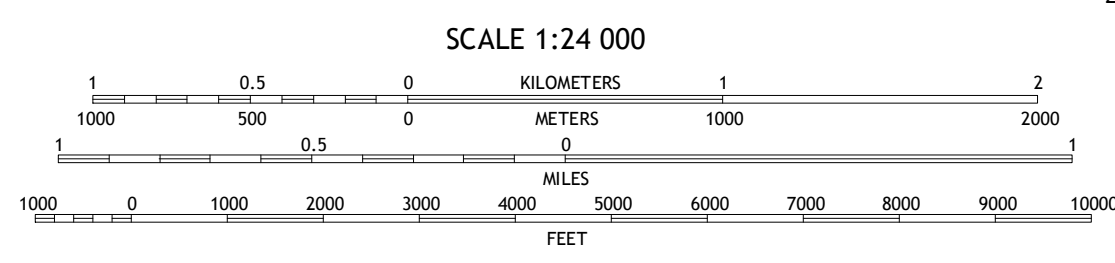 SCALE 1:24 000
1 0.5 0 KILOMETERS 1 2
1000 500 0 METERS 1000 2000
1 0.5 0 1
MILES
1000 0 1000 2000 3000 4000 5000 6000 7000 8000 9000 10000
FEET